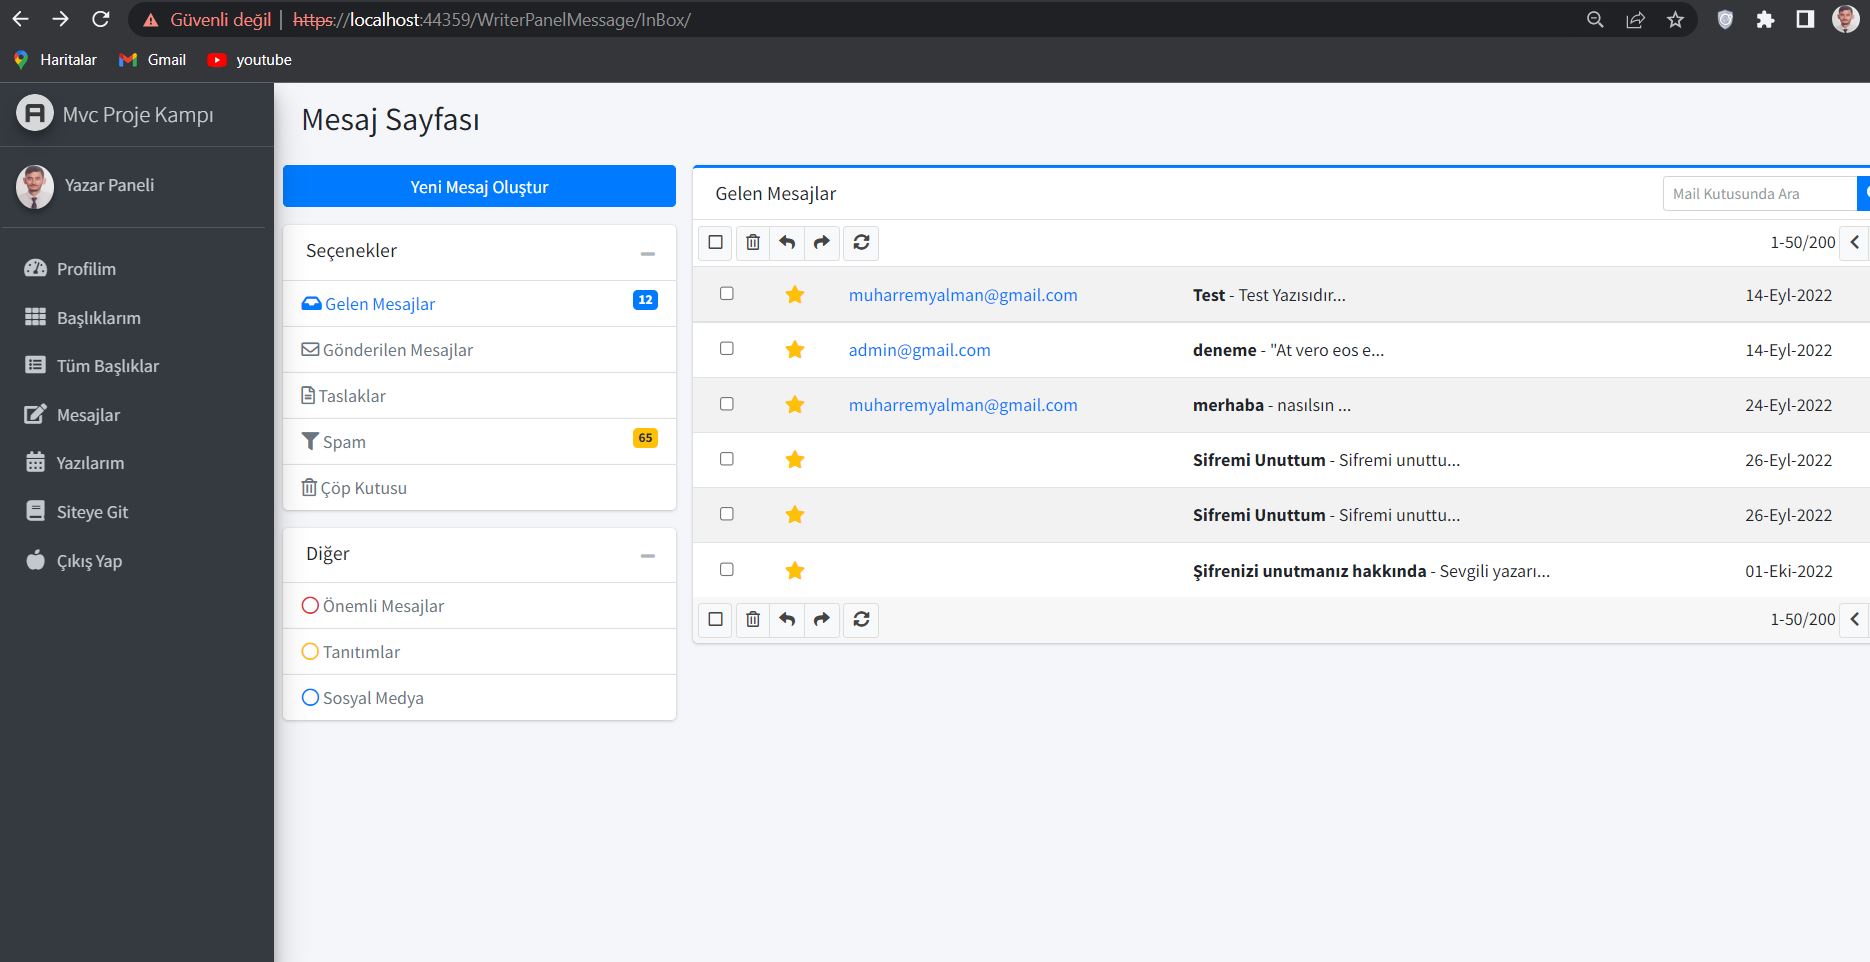 Güvenli değil | https://localhost:44359/WriterPanelMessage/InBox/
Haritalar Gmail youtube
Mvc Proje Kampı
Yazar Paneli
Profilim
Başlıklarım
Tüm Başlıklar
Mesajlar
Yazılarım
Siteye Git
Çıkış Yap
Mesaj Sayfası
Yeni Mesaj Oluştur
Seçenekler
Gelen Mesajlar 12
Gönderilen Mesajlar
Taslaklar
Spam 65
Çöp Kutusu
Diğer
Önemli Mesajlar
Tanıtımlar
Sosyal Medya
Gelen Mesajlar Mail Kutusunda Ara
1-50/200
muharremyalman@gmail.com Test - Test Yazısıdır... 14-Eyl-2022
admin@gmail.com deneme - "At vero eos e... 14-Eyl-2022
muharremyalman@gmail.com merhaba - nasılsın ... 24-Eyl-2022
Sifremi Unuttum - Sifremi unuttu... 26-Eyl-2022
Sifremi Unuttum - Sifremi unuttu... 26-Eyl-2022
Şifrenizi unutmanız hakkında - Sevgili yazarı... 01-Eki-2022
1-50/200